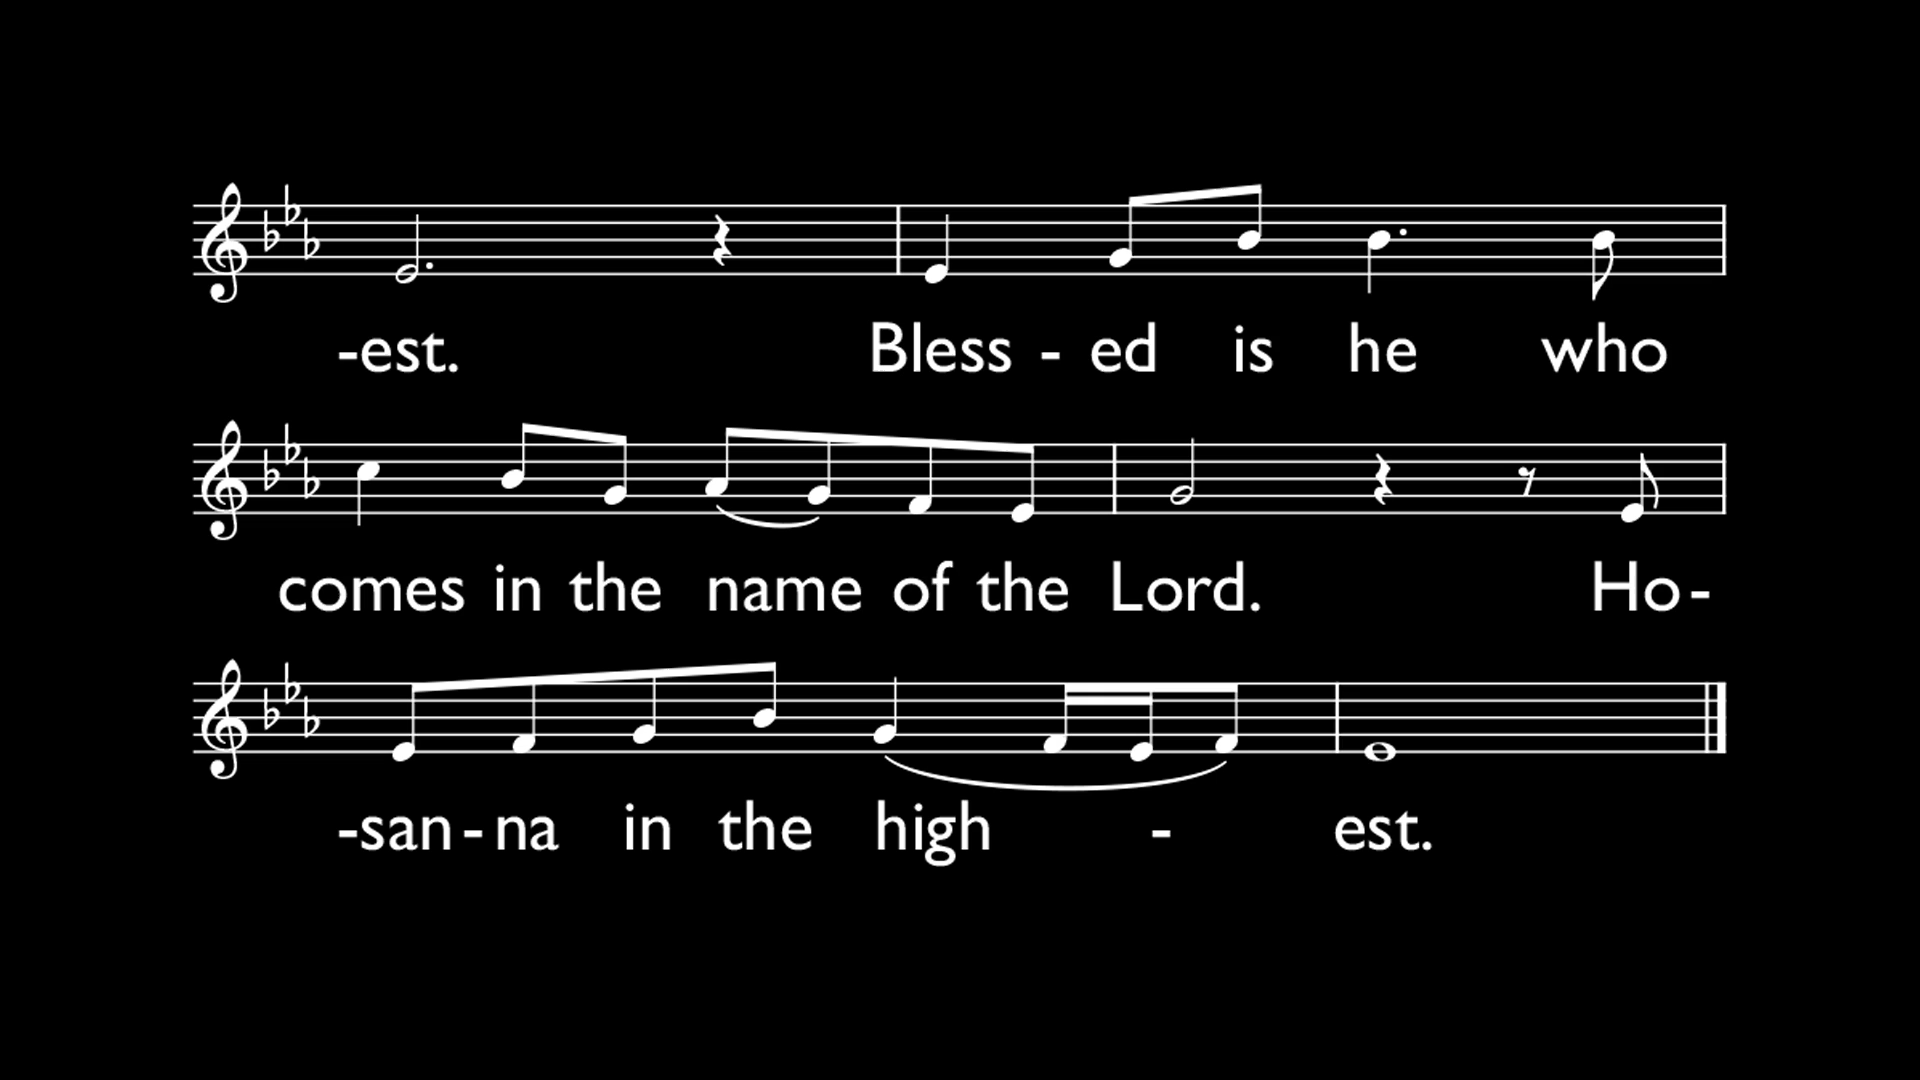 -est. Bless - ed is he who
comes in the name of the Lord. Ho-
-san-na in the high - est.